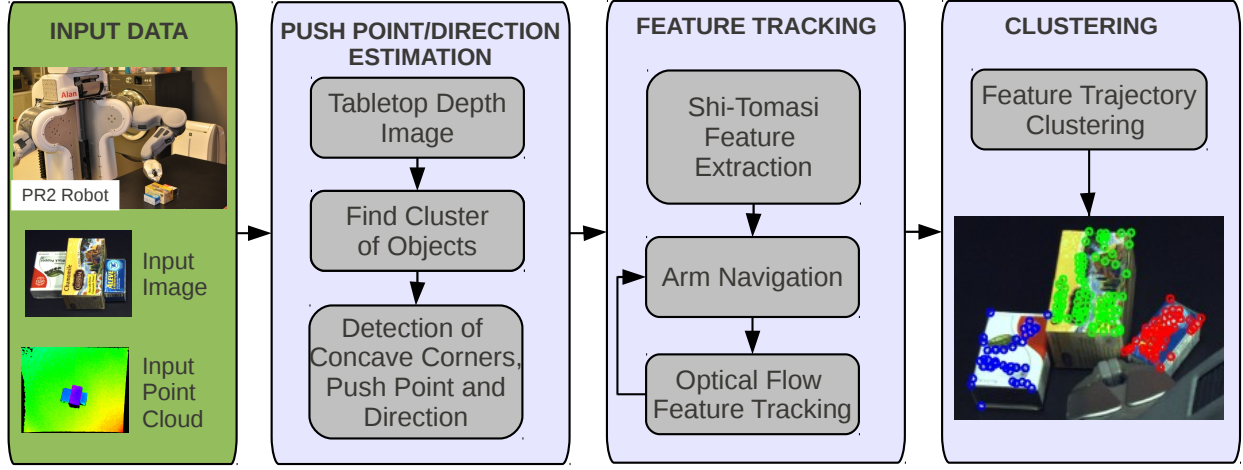 INPUT DATA
Alan
PR2 Robot
Input
Image
Input
Point
Cloud
PUSH POINT/DIRECTION
ESTIMATION
Tabletop Depth
Image
Find Cluster
of Objects
Detection of
Concave Corners,
Push Point and
Direction
FEATURE TRACKING
Shi-Tomasi
Feature
Extraction
Arm Navigation
Optical Flow
Feature Tracking
CLUSTERING
Feature Trajectory
Clustering